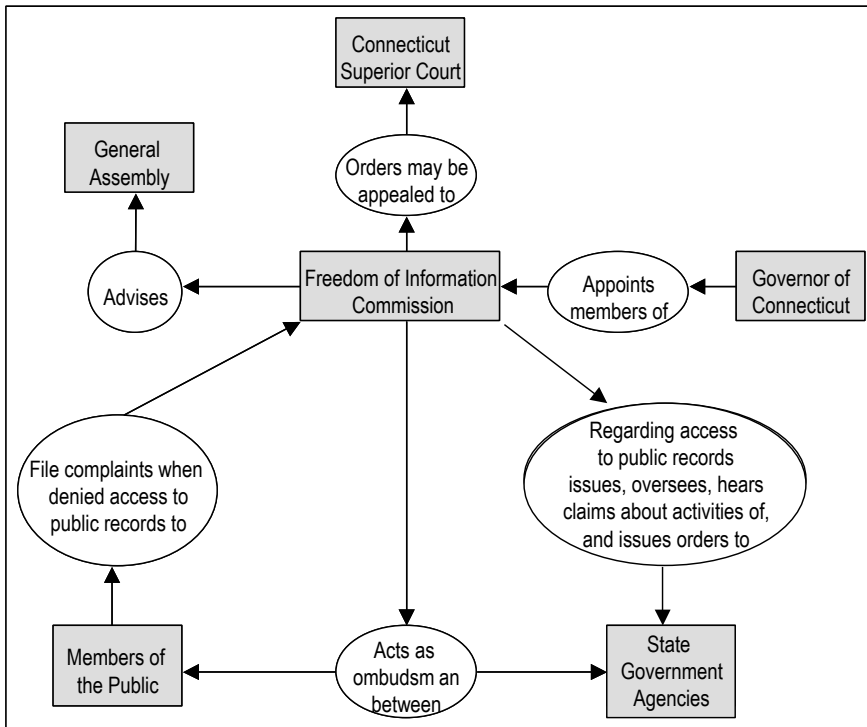 Connecticut
Superior Court
General
Assembly
Orders may be
appealed to
Advises
Freedom of Information
Commission
Appoints
members of
Governor of
Connecticut
File complaints when
denied access to
public records to
Regarding access
to public records
issues, oversees, hears
claims about activities of,
and issues orders to
Members of
the Public
Acts as
ombudsm an
between
State
Government
Agencies